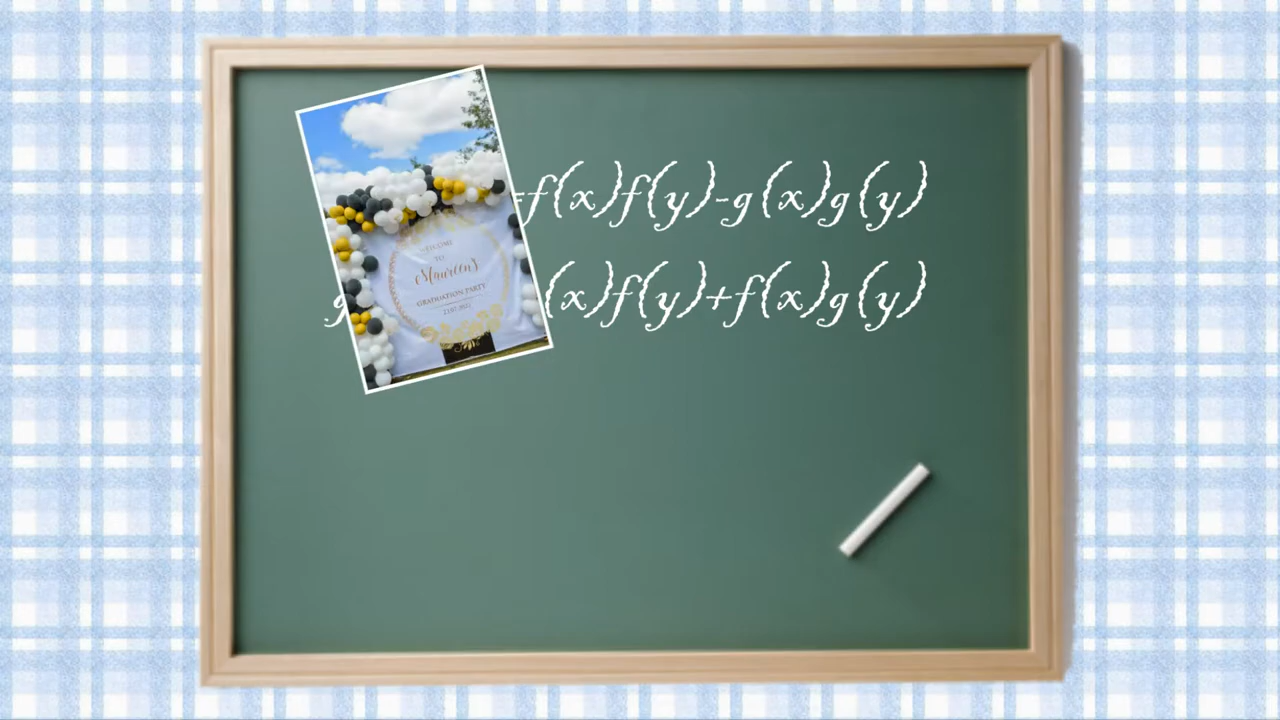 =f(x)f(y)-g(x)g(y)
g (x)f(y)+f(x)g(y)
WELCOME
TO
Maureen's
GRADUATION PARTY